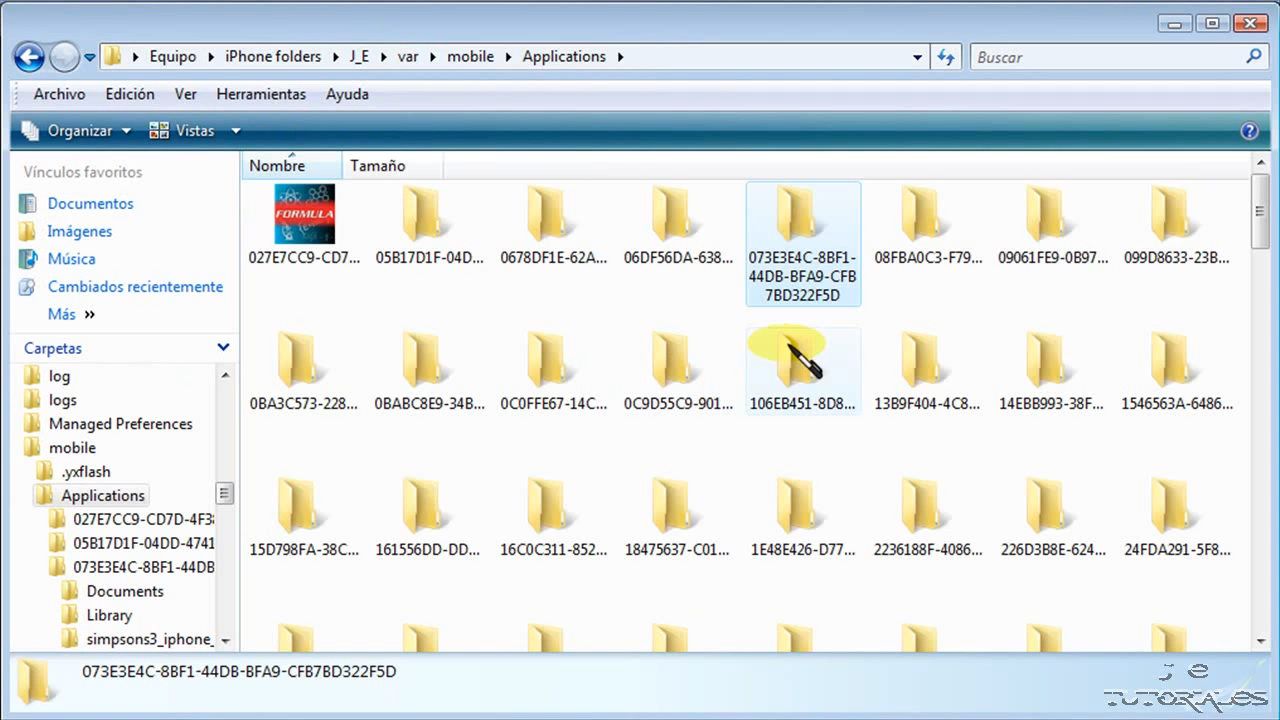 Equipo iPhone folders J_E var mobile Applications
Buscar
Archivo Edición Ver Herramientas Ayuda
Organizar Vistas
Vínculos favoritos
Documentos
Imágenes
Música
Cambiados recientemente
Más »
Carpetas
log
logs
Managed Preferences
mobile
.yxflash
Applications
027E7CC9-CD7D-4F3
05B17D1F-04DD-4741
073E3E4C-8BF1-44DB
Documents
Library
simpsons3_iphone_
Nombre Tamaño
FORMULA
027E7CC9-CD7... 05B17D1F-04D... 0678DF1E-62A... 06DF56DA-638... 073E3E4C-8BF1-44DB-BFA9-CFB7BD322F5D 08FBA0C3-F79... 09061FE9-0B97... 099D8633-23B...
0BA3C573-228... 0BABC8E9-34B... 0C0FFE67-14C... 0C9D55C9-901... 106EB451-8D8... 13B9F404-4C8... 14EBB993-38F... 1546563A-6486...
15D798FA-38C... 161556DD-DD... 16C0C311-852... 18475637-C01... 1E48E426-D77... 2236188F-4086... 226D3B8E-624... 24FDA291-5F8...
073E3E4C-8BF1-44DB-BFA9-CFB7BD322F5D
J E
TUTORIALES